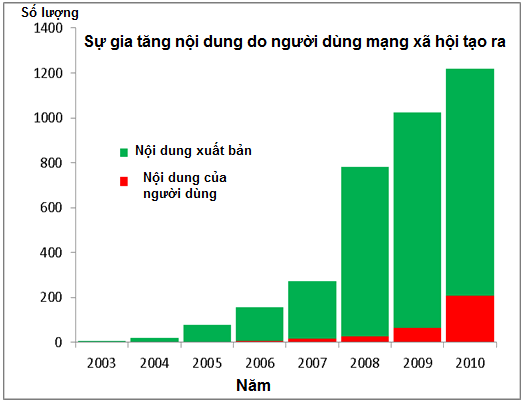 Số lượng
Sự gia tăng nội dung do người dùng mạng xã hội tạo ra
1400
1200
1000
800
600
400
200
0
Nội dung xuất bản
Nội dung của
người dùng
2003 2004 2005 2006 2007 2008 2009 2010
Năm